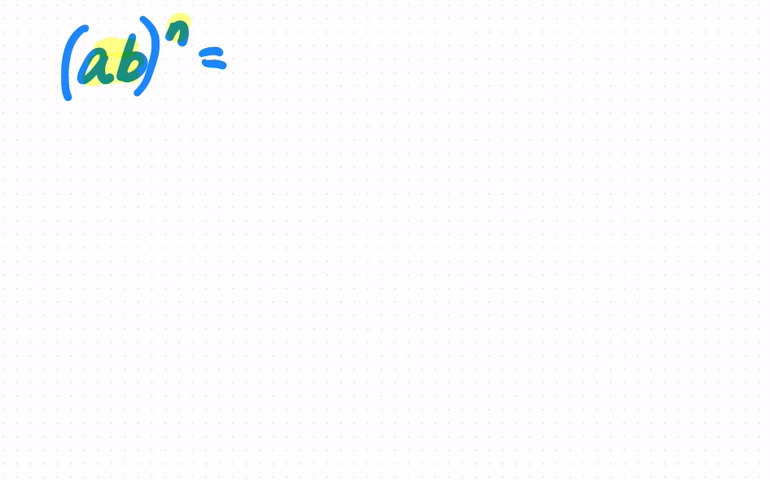 (ab)ⁿ =